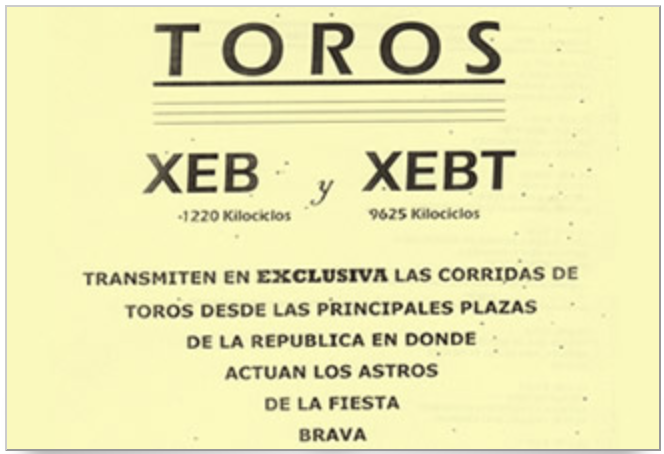 TOROS
XEB y XEBT
-1220 Kilociclos 9625 Kilociclos
TRANSMITEN EN EXCLUSIVA LAS CORRIDAS DE
TOROS DESDE LAS PRINCIPALES PLAZAS
DE LA REPUBLICA EN DONDE
ACTUAN LOS ASTROS
DE LA FIESTA
BRAVA